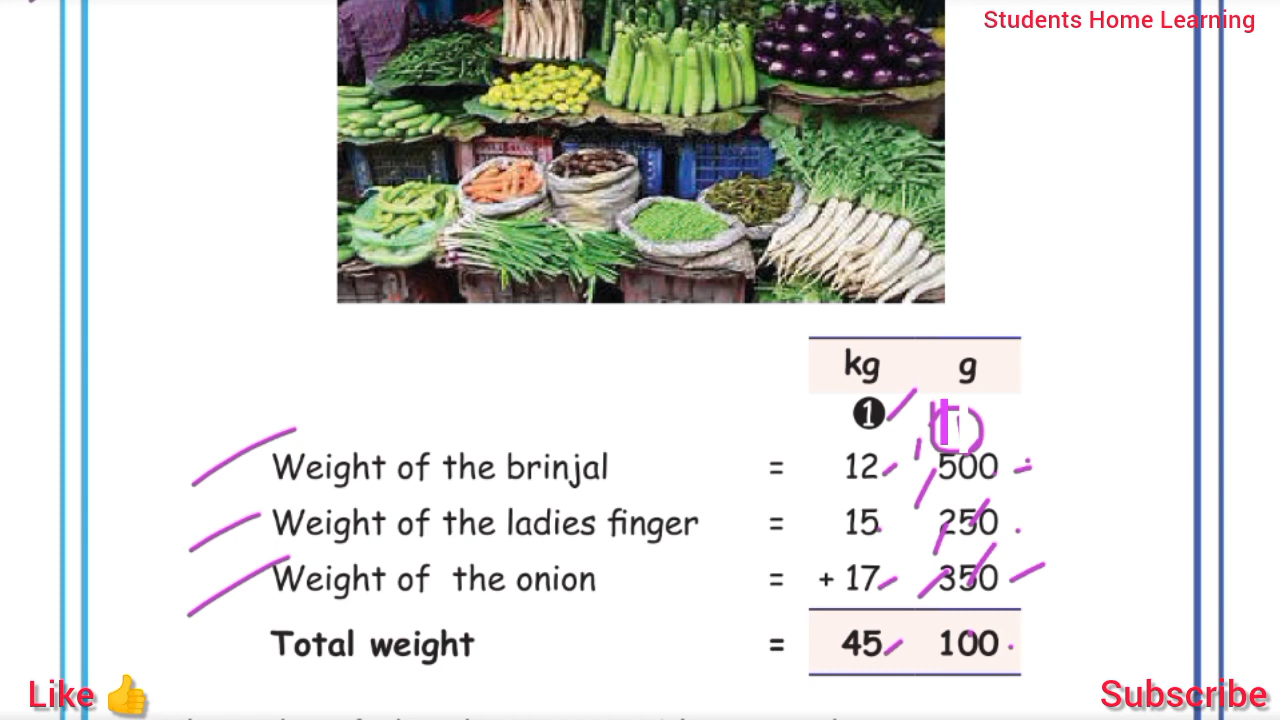 Students Home Learning
kg g
1 1
Weight of the brinjal = 12 500
Weight of the ladies finger = 15 250
Weight of the onion = + 17 350
Total weight = 45 100
Like 👍
Subscribe